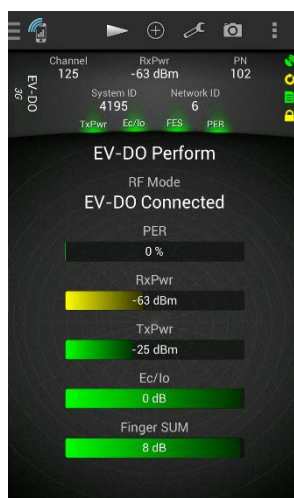 Channel RxPwr PN
125 -63 dBm 102
EV-DO
3G
System ID Network ID
4195 6
TxPwr Ec/Io FES PER
EV-DO Perform
RF Mode
EV-DO Connected
PER
0 %
RxPwr
-63 dBm
TxPwr
-25 dBm
Ec/Io
0 dB
Finger SUM
8 dB